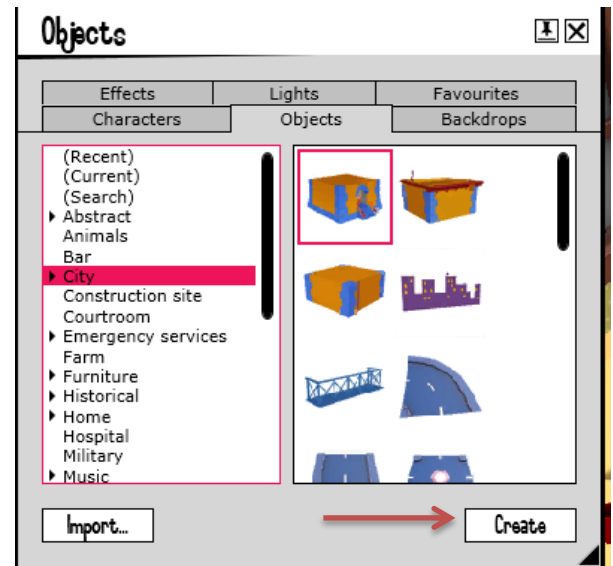 Objects
Effects Lights Favourites
Characters Objects Backdrops
(Recent)
(Current)
(Search)
Abstract
Animals
Bar
City
Construction site
Courtroom
Emergency services
Farm
Furniture
Historical
Home
Hospital
Military
Music
Import... Create